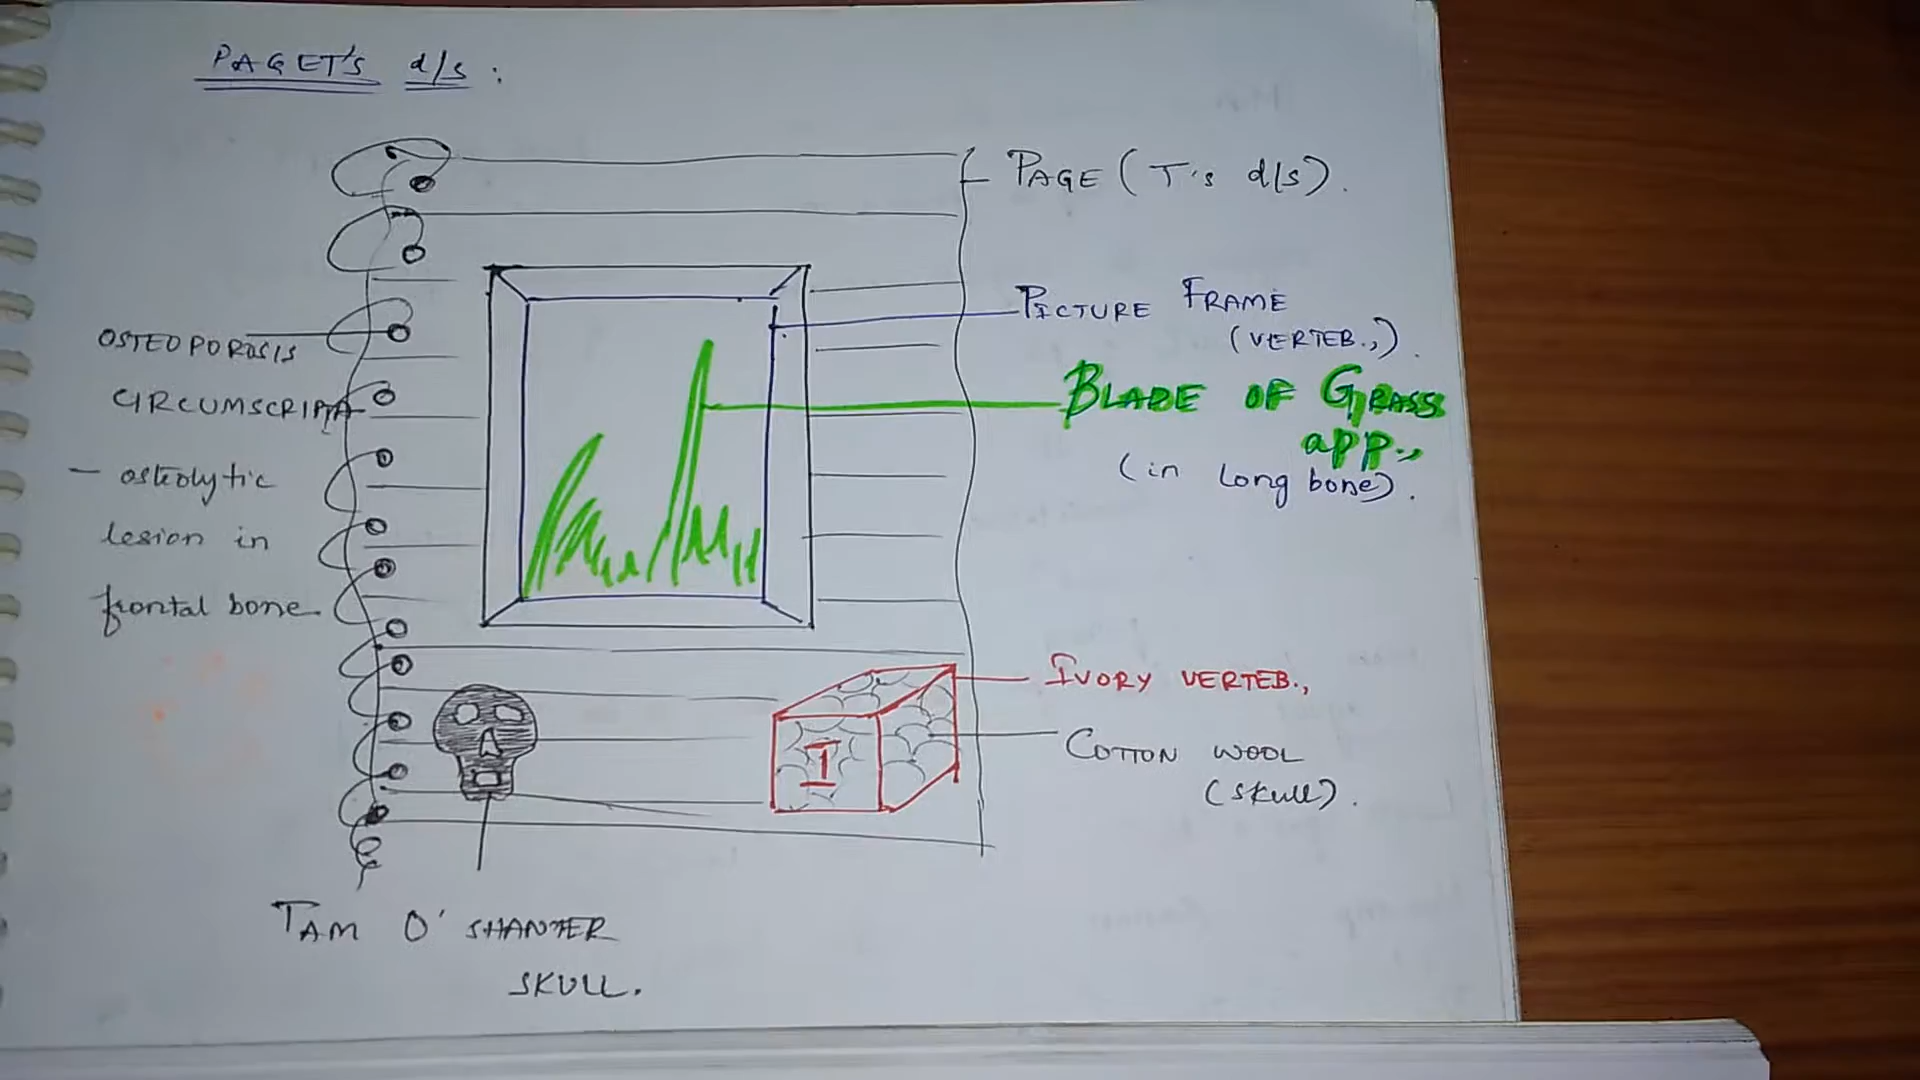 PAGET'S d/s :
PAGE ( T's d/s ) .
PICTURE FRAME
( VERTEB., ) .
BLADE OF GRASS
app.,
( in long bone ) .
OSTEOPOROSIS
CIRCUMSCRIPTA
- osteolytic
lesion in
frontal bone.
IVORY VERTEB.,
I
COTTON WOOL
( skull ) .
TAM O' SHANTER
SKULL.